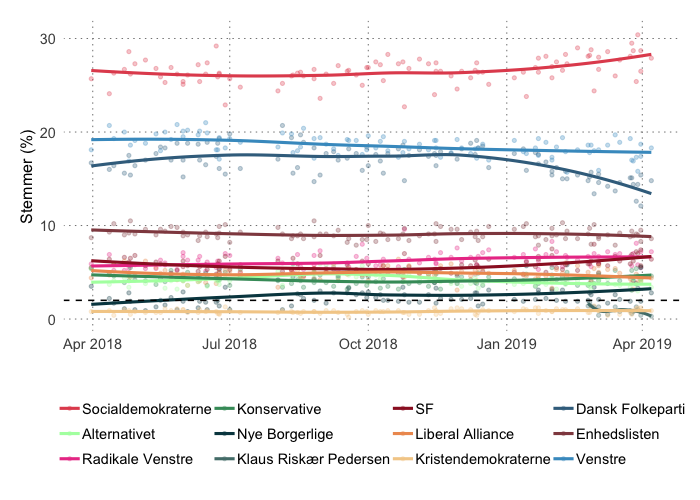 Stemmer (%)
30
20
10
0
Apr 2018 Jul 2018 Oct 2018 Jan 2019 Apr 2019
Socialdemokraterne Konservative SF Dansk Folkeparti
Alternativet Nye Borgerlige Liberal Alliance Enhedslisten
Radikale Venstre Klaus Riskær Pedersen Kristendemokraterne Venstre